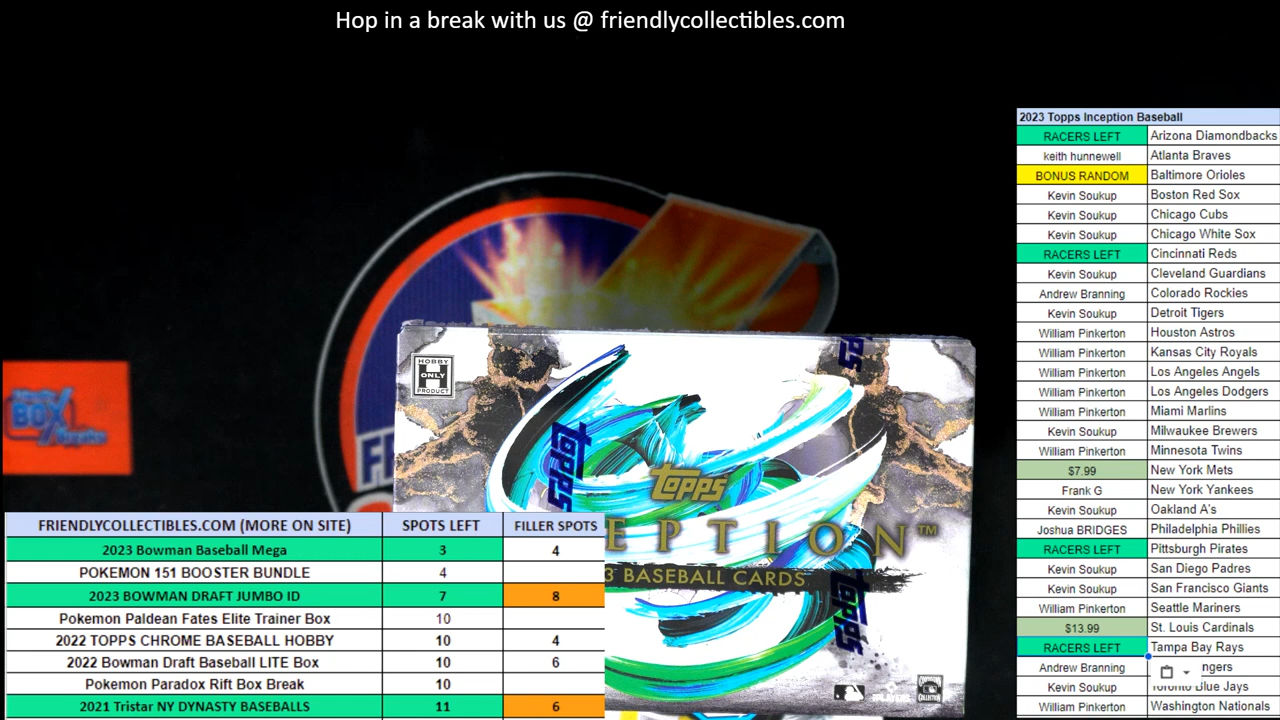 Hop in a break with us @ friendlycollectibles.com
2023 Topps Inception Baseball
RACERS LEFT Arizona Diamondbacks
keith hunnewell Atlanta Braves
BONUS RANDOM Baltimore Orioles
Kevin Soukup Boston Red Sox
Kevin Soukup Chicago Cubs
Kevin Soukup Chicago White Sox
RACERS LEFT Cincinnati Reds
Kevin Soukup Cleveland Guardians
Andrew Branning Colorado Rockies
Kevin Soukup Detroit Tigers
William Pinkerton Houston Astros
William Pinkerton Kansas City Royals
William Pinkerton Los Angeles Angels
William Pinkerton Los Angeles Dodgers
William Pinkerton Miami Marlins
Kevin Soukup Milwaukee Brewers
William Pinkerton Minnesota Twins
$7.99 New York Mets
Frank G New York Yankees
Kevin Soukup Oakland A's
Joshua BRIDGES Philadelphia Phillies
RACERS LEFT Pittsburgh Pirates
Kevin Soukup San Diego Padres
Kevin Soukup San Francisco Giants
William Pinkerton Seattle Mariners
$13.99 St. Louis Cardinals
RACERS LEFT Tampa Bay Rays
Andrew Branning ngers
Kevin Soukup Toronto Blue Jays
William Pinkerton Washington Nationals
HOBBY
ONLY
PRODUCT
topps
topps
topps
topps
EPTION™
3 BASEBALL CARDS
BOX
FRIENDLYCOLLECTIBLES.COM (MORE ON SITE) SPOTS LEFT FILLER SPOTS
2023 Bowman Baseball Mega 3 4
POKEMON 151 BOOSTER BUNDLE 4
2023 BOWMAN DRAFT JUMBO ID 7 8
Pokemon Paldean Fates Elite Trainer Box 10
2022 TOPPS CHROME BASEBALL HOBBY 10 4
2022 Bowman Draft Baseball LITE Box 10 6
Pokemon Paradox Rift Box Break 10
2021 Tristar NY DYNASTY BASEBALLS 11 6